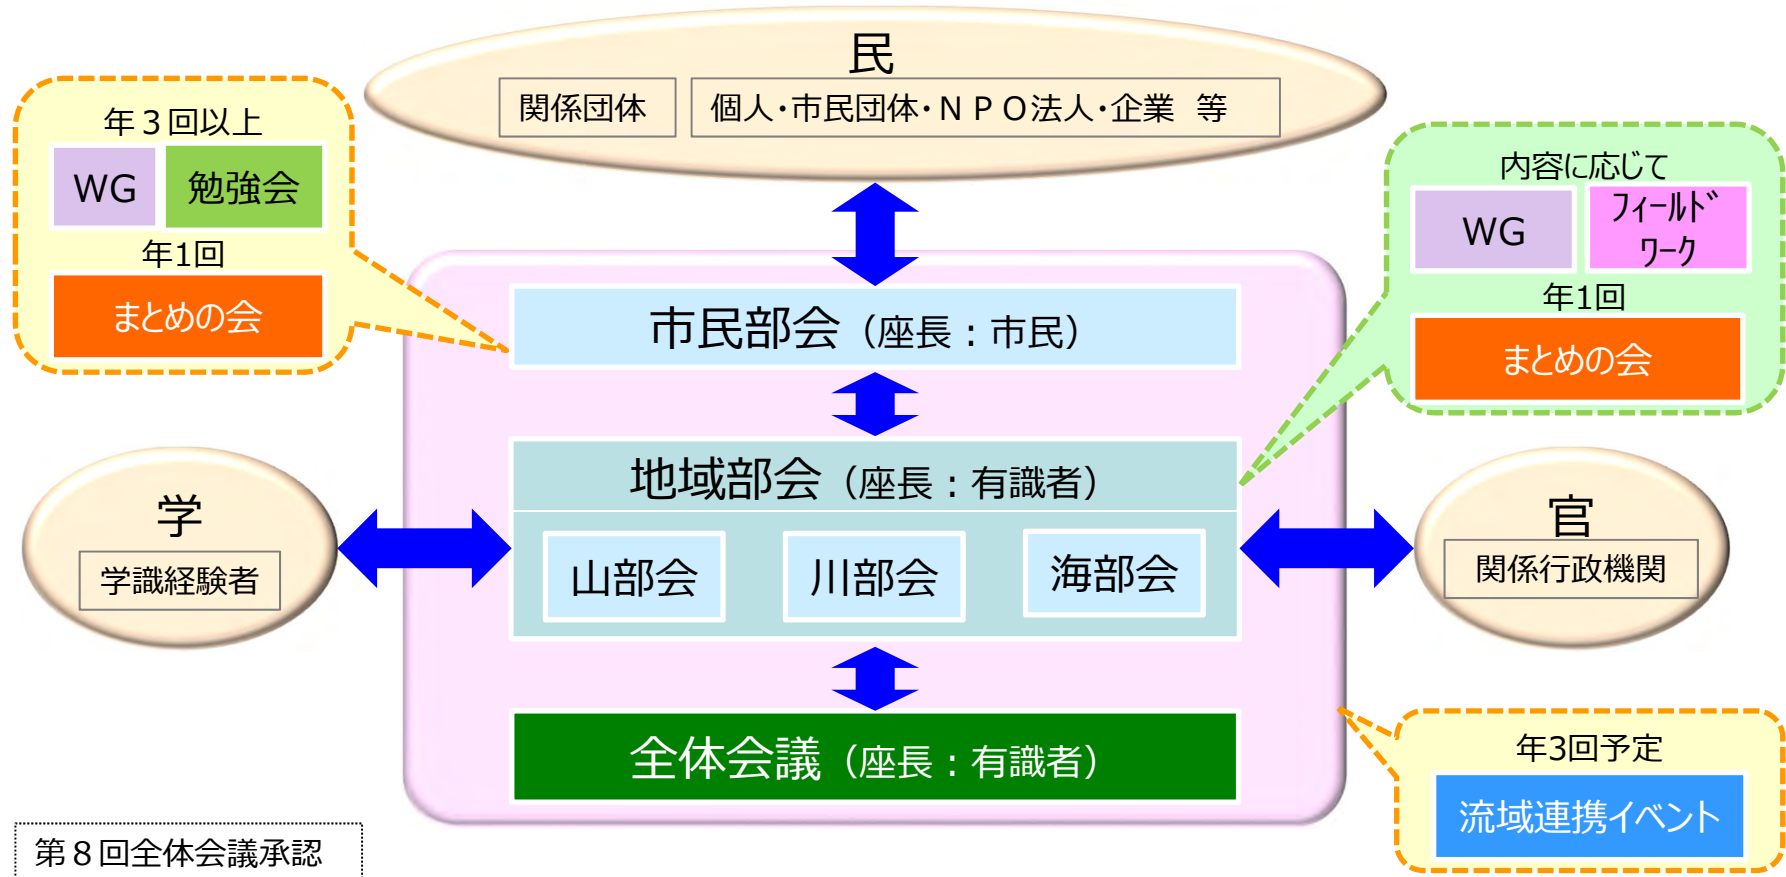 民
関係団体
個人・市民団体・ＮＰＯ法人・企業 等
年３回以上
WG
勉強会
年1回
まとめの会
内容に応じて
WG
ﾌｨｰﾙﾄﾞ
ﾜｰｸ
年1回
まとめの会
市民部会（座長：市民）
地域部会（座長：有識者）
山部会
川部会
海部会
学
学識経験者
官
関係行政機関
全体会議（座長：有識者）
年3回予定
流域連携イベント
第８回全体会議承認